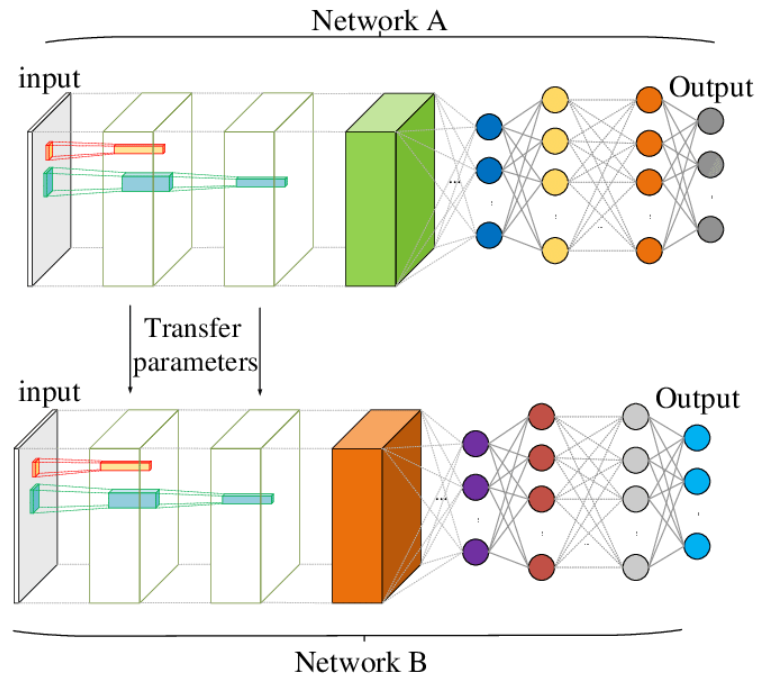 Network A
input
Output
...
...
Transfer
parameters
input
Output
...
...
Network B